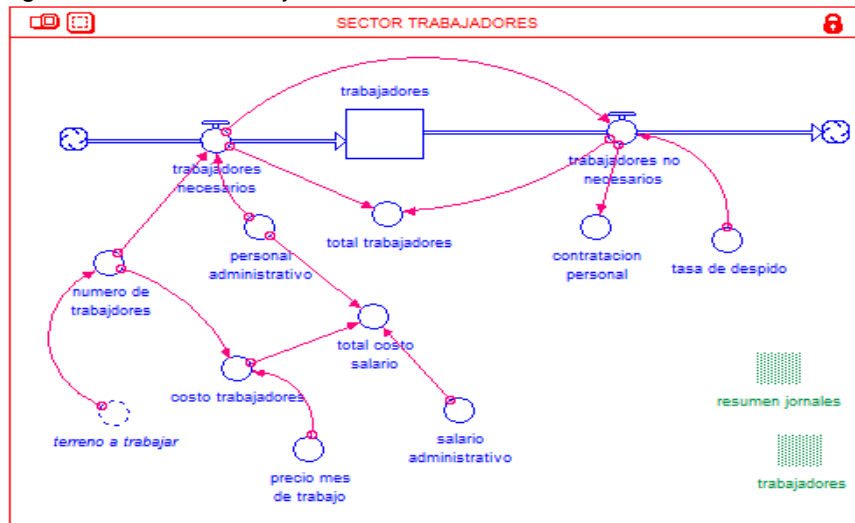 SECTOR TRABAJADORES
trabajadores
trabajadores
necesarios
trabajadores no
necesarios
personal
administrativo
total trabajadores
contratacion
personal
tasa de despido
numero de
trabajdores
total costo
salario
costo trabajadores
resumen jornales
terreno a trabajar
salario
administrativo
precio mes
de trabajo
trabajadores